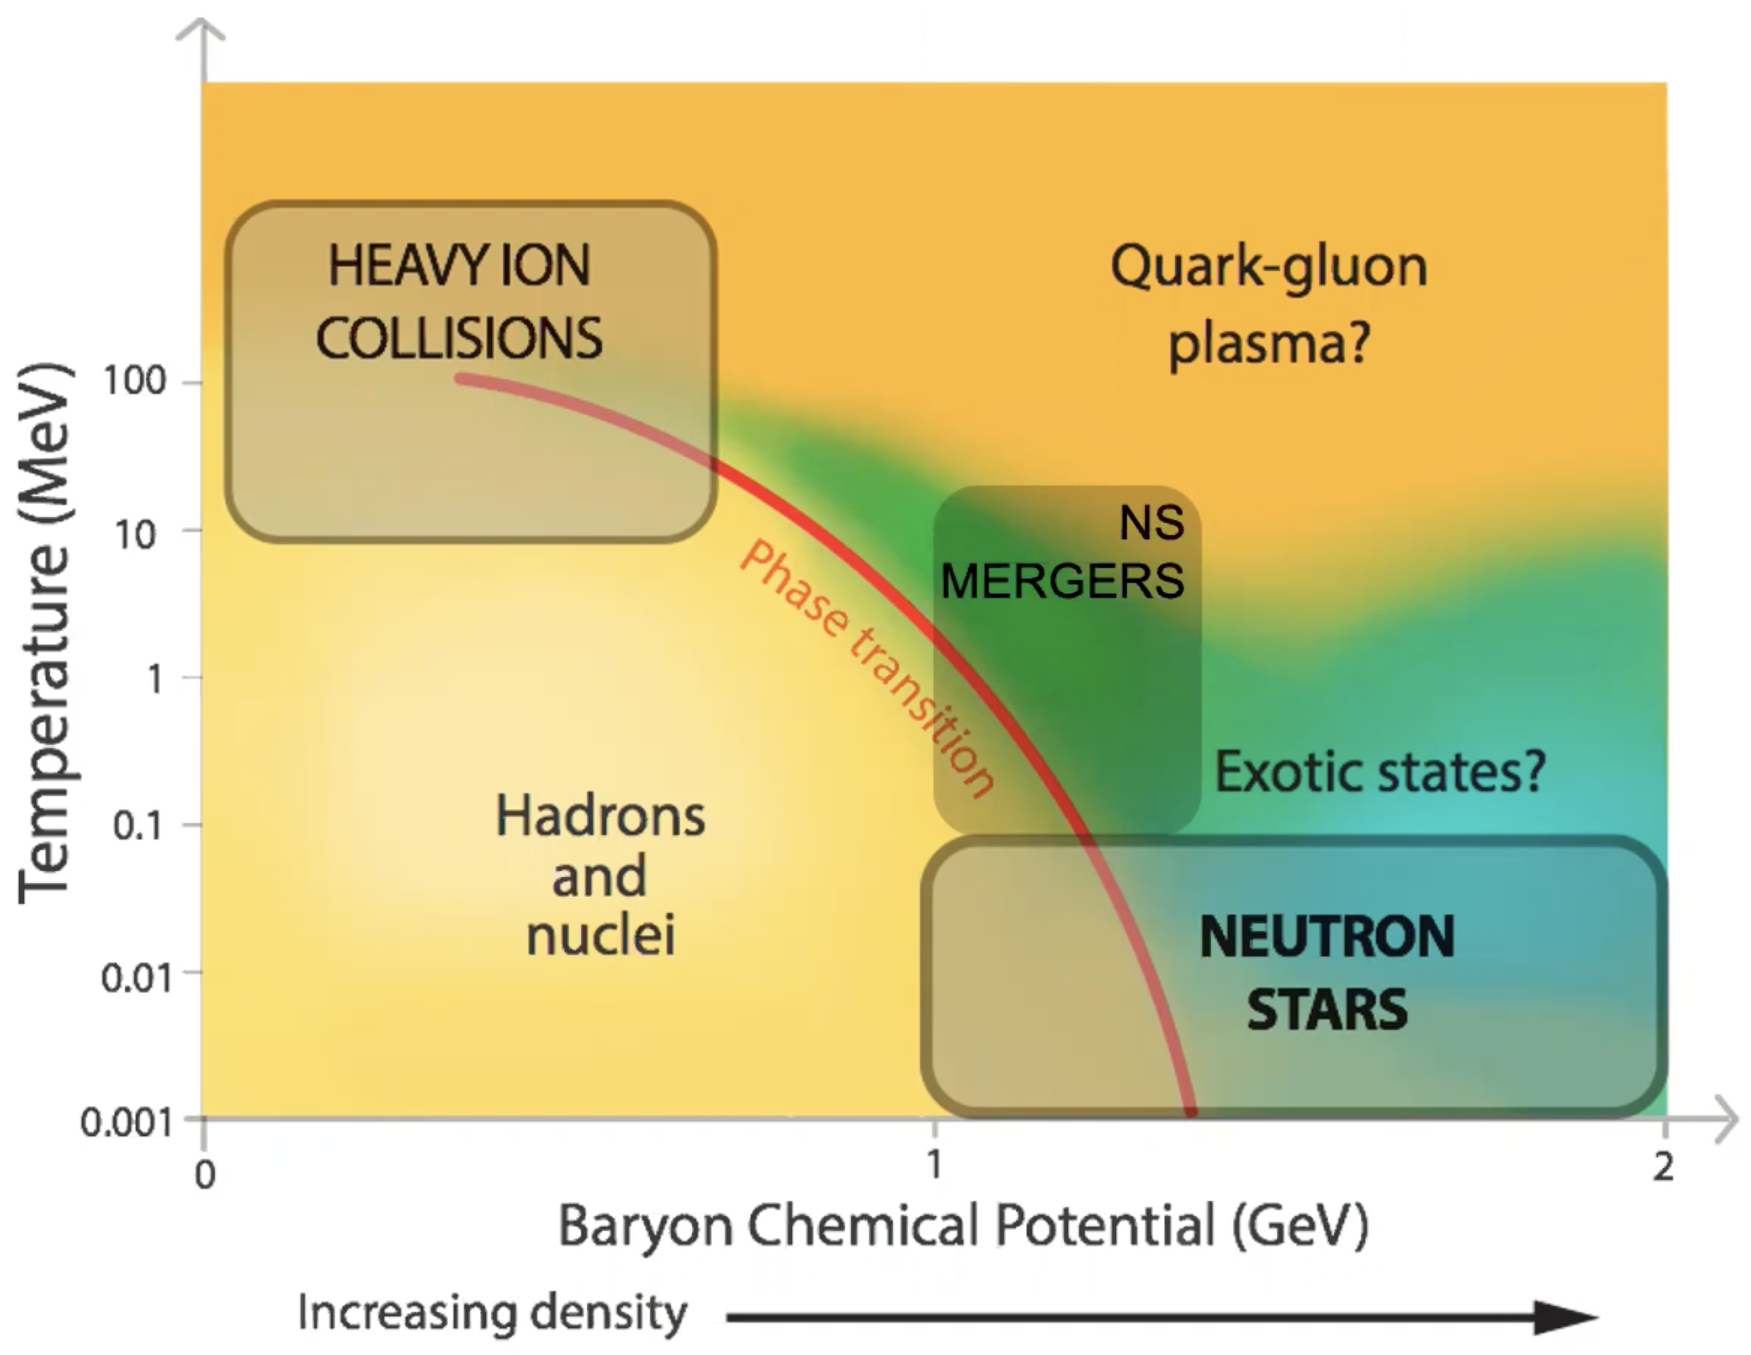 HEAVY ION
COLLISIONS
Quark-gluon
plasma?
NS
MERGERS
Phase transition
Exotic states?
Hadrons
and
nuclei
NEUTRON
STARS
Temperature (MeV)
100
10
1
0.1
0.01
0.001
0
1
2
Baryon Chemical Potential (GeV)
Increasing density